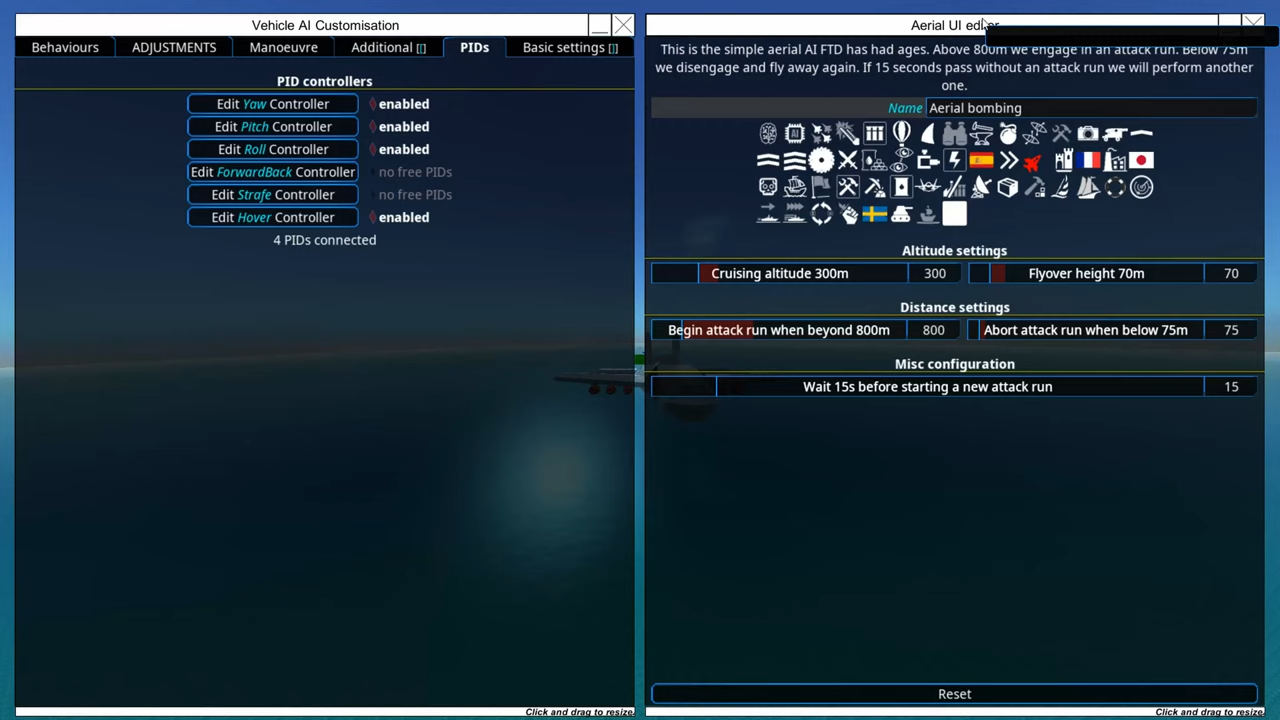 Vehicle AI Customisation
Behaviours
ADJUSTMENTS
Manoeuvre
Additional [[]
PIDs
Basic settings []]
PID controllers
Edit Yaw Controller
enabled
Edit Pitch Controller
enabled
Edit Roll Controller
enabled
Edit ForwardBack Controller
no free PIDs
Edit Strafe Controller
no free PIDs
Edit Hover Controller
enabled
4 PIDs connected
Click and drag to resize.
Aerial UI editor
This is the simple aerial AI FTD has had ages. Above 800m we engage in an attack run. Below 75m
we disengage and fly away again. If 15 seconds pass without an attack run we will perform another
one.
Name
Aerial bombing
AI
Altitude settings
Cruising altitude 300m
300
Flyover height 70m
70
Distance settings
Begin attack run when beyond 800m
800
Abort attack run when below 75m
75
Misc configuration
Wait 15s before starting a new attack run
15
Reset
Click and drag to resize.